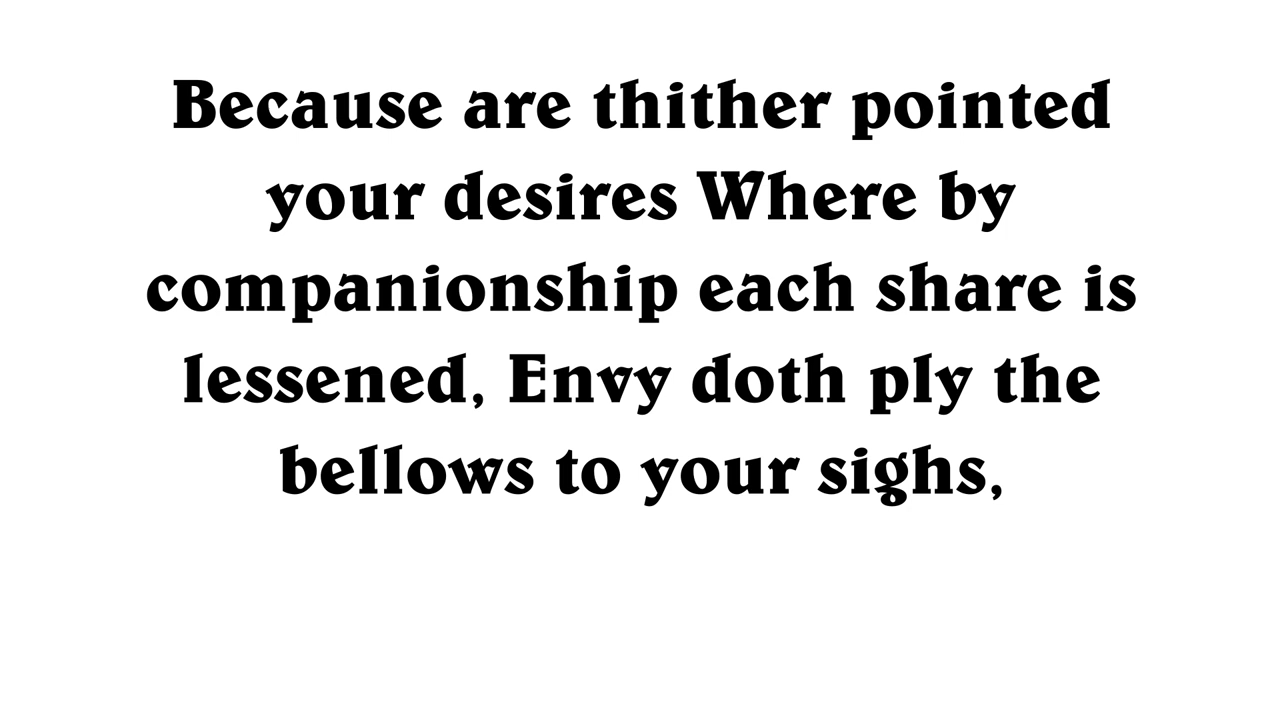 Because are thither pointed
your desires Where by
companionship each share is
lessened, Envy doth ply the
bellows to your sighs,